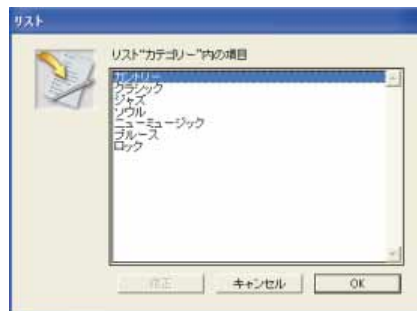 リスト
リスト"カテゴリー"内の項目
カントリー
クラシック
ジャズ
ソウル
ニューミュージック
ブルース
ロック
修正
キャンセル
OK